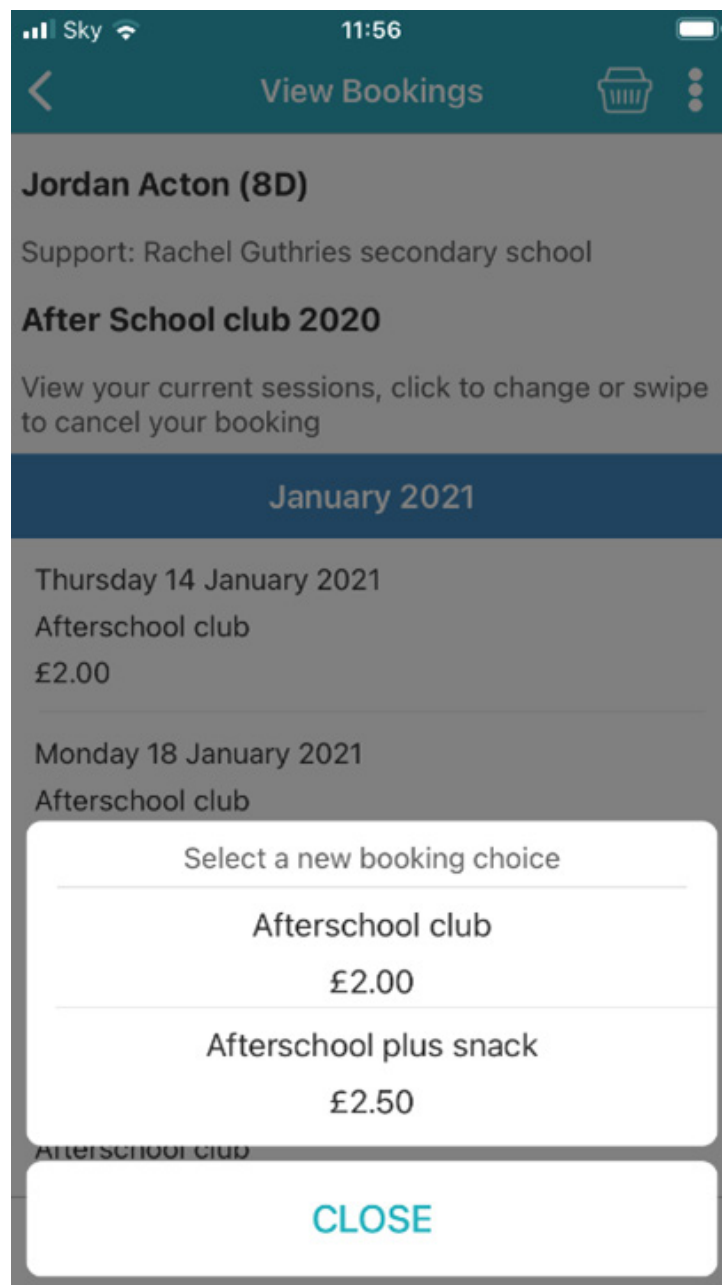 Sky
11:56
View Bookings
Jordan Acton (8D)
Support: Rachel Guthries secondary school
After School club 2020
View your current sessions, click to change or swipe
to cancel your booking
January 2021
Thursday 14 January 2021
Afterschool club
£2.00
Monday 18 January 2021
Afterschool club
Select a new booking choice
Afterschool club
£2.00
Afterschool plus snack
£2.50
Afterschool club
CLOSE